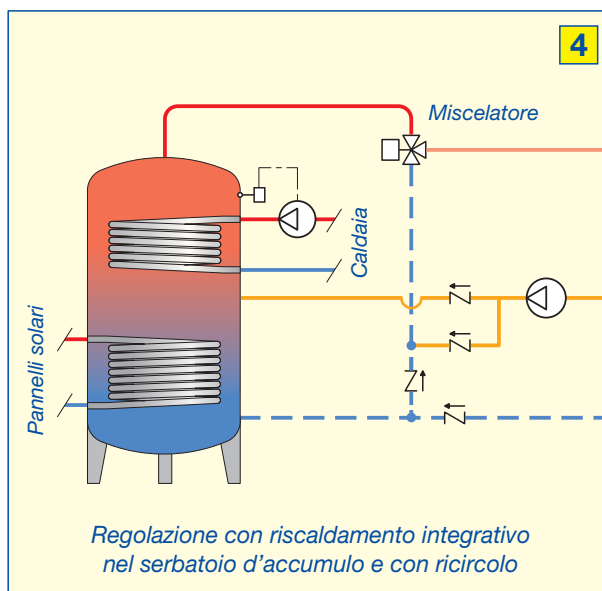 4
Miscelatore
Caldaia
Pannelli solari
Regolazione con riscaldamento integrativo
nel serbatoio d'accumulo e con ricircolo